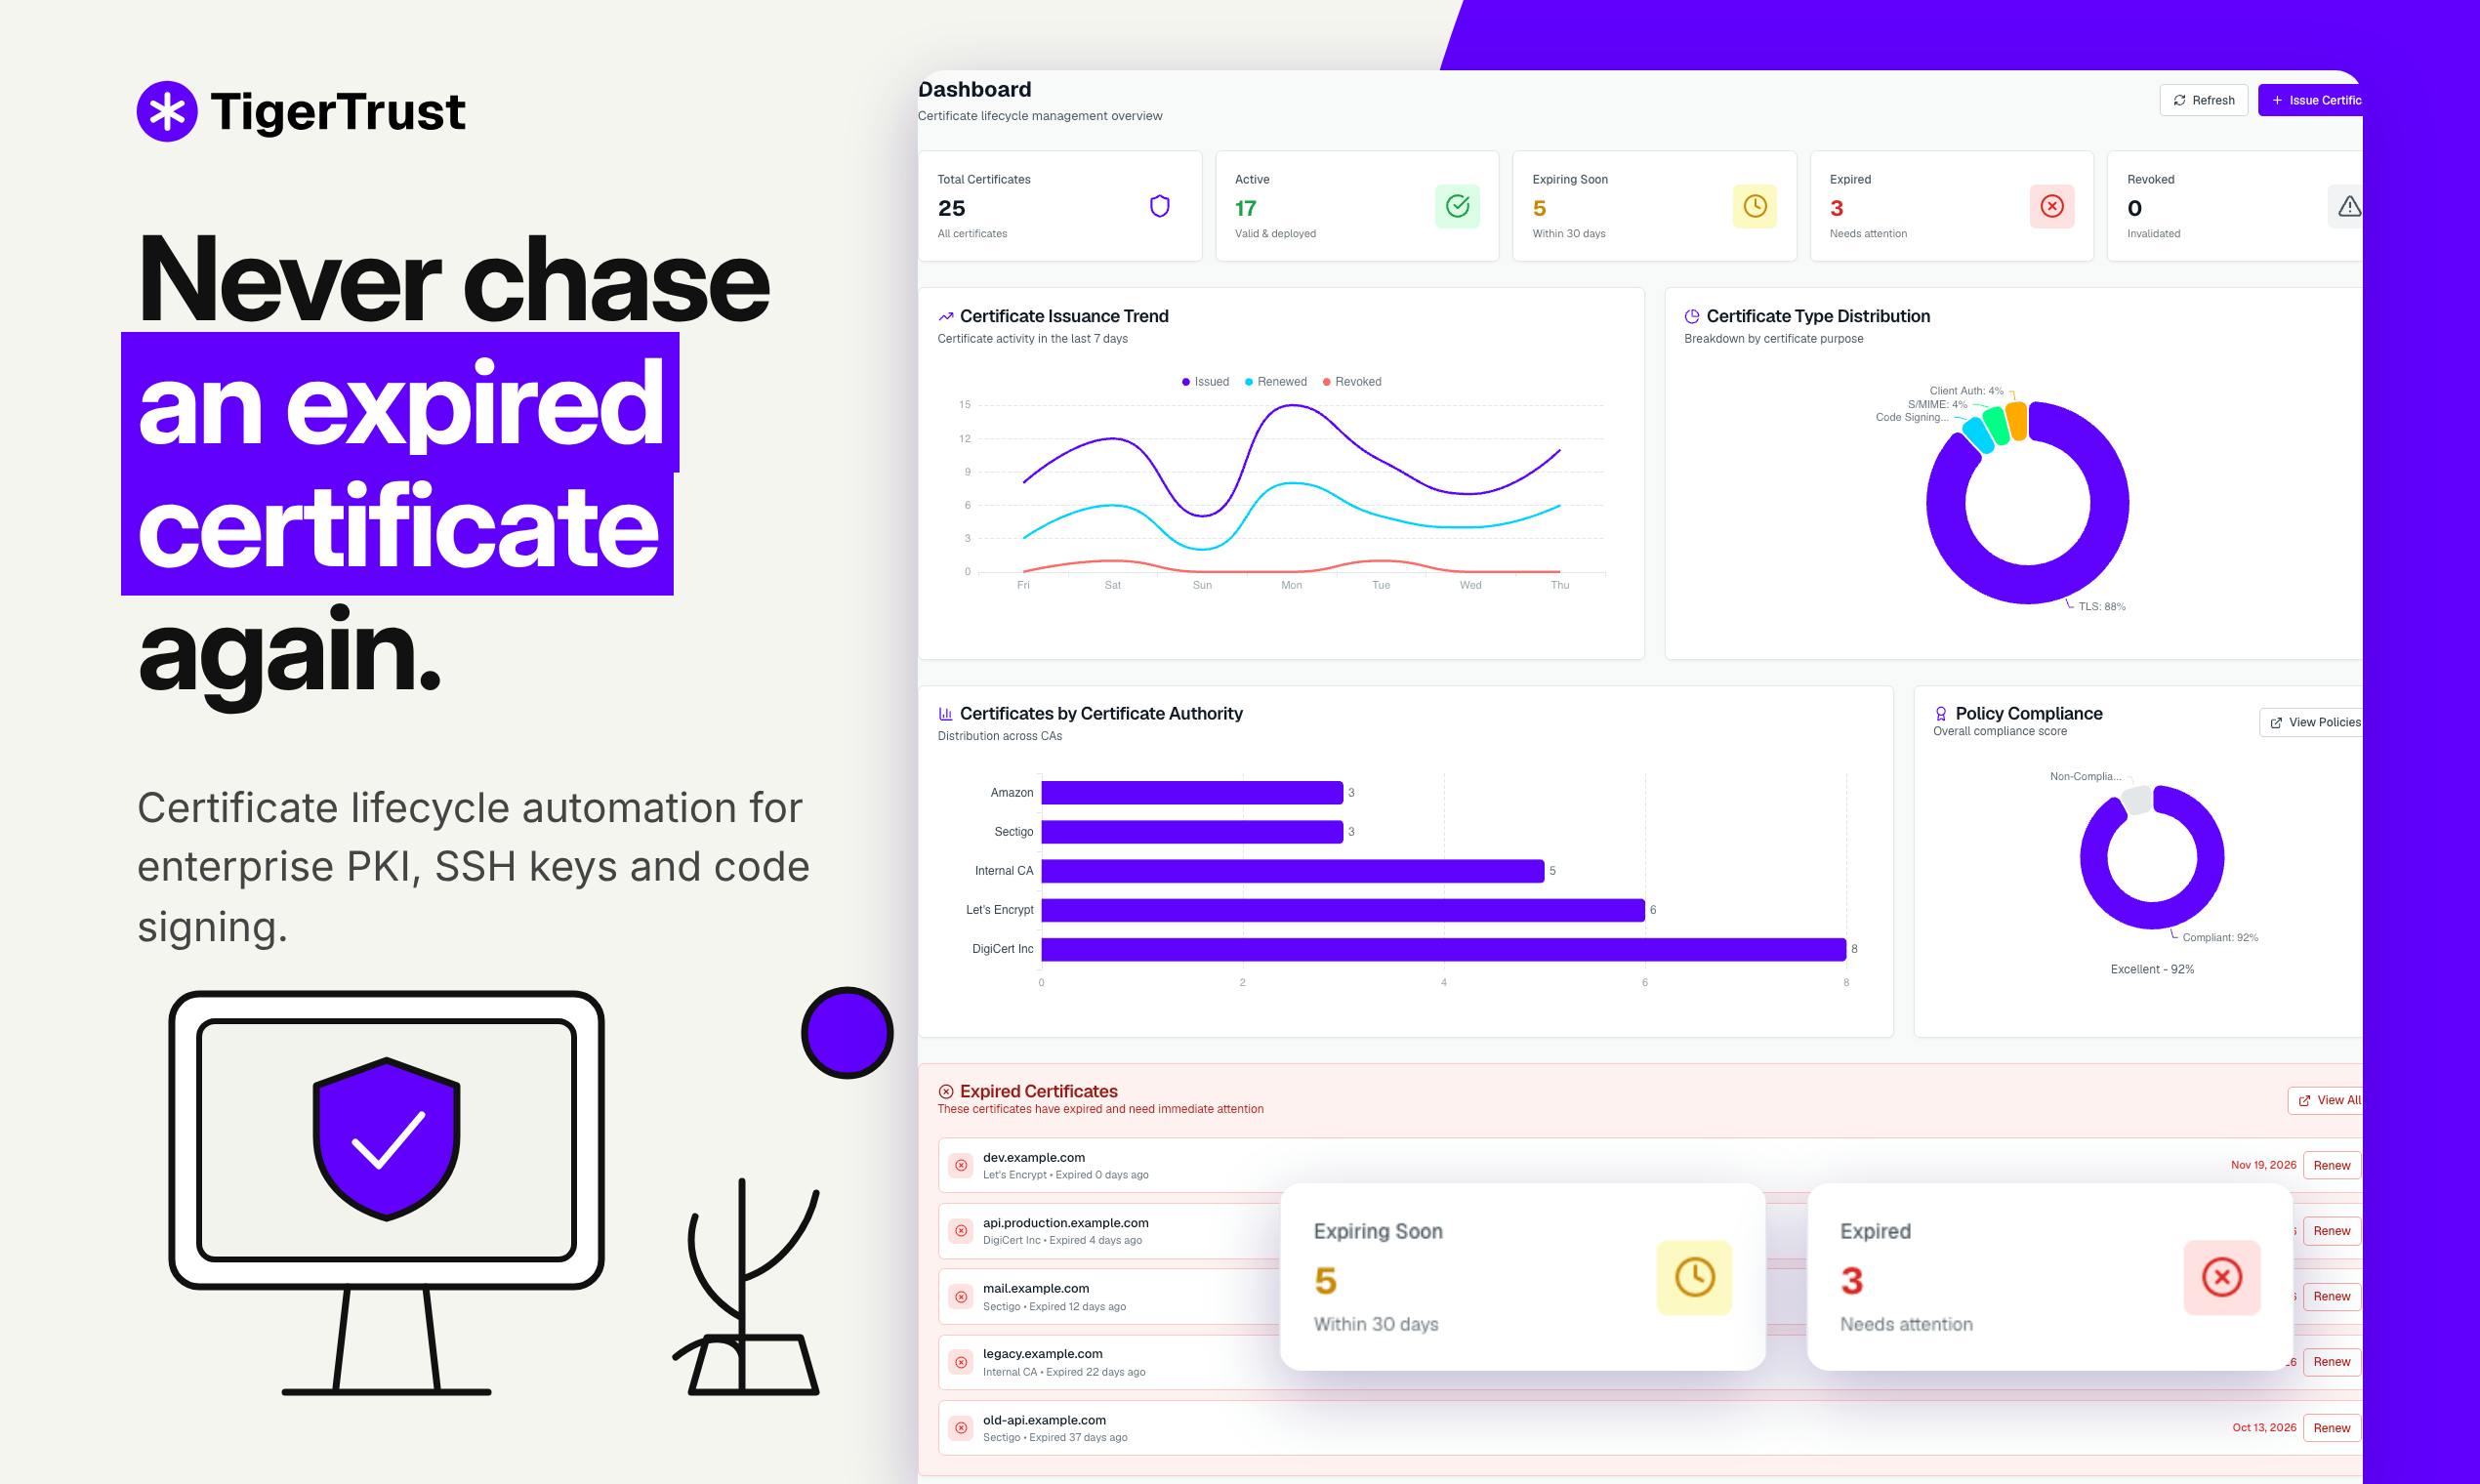 TigerTrust
Never chase
an expired
certificate
again.
Certificate lifecycle automation for
enterprise PKI, SSH keys and code
signing.
Dashboard
Certificate lifecycle management overview
Refresh
Issue Certific
Total Certificates
25
All certificates
Active
17
Valid & deployed
Expiring Soon
5
Within 30 days
Expired
3
Needs attention
Revoked
0
Invalidated
Certificate Issuance Trend
Certificate activity in the last 7 days
Issued Renewed Revoked
15
12
9
6
3
0
Fri Sat Sun Mon Tue Wed Thu
Certificate Type Distribution
Breakdown by certificate purpose
Client Auth: 4%
S/MIME: 4%
Code Signing...
TLS: 88%
Certificates by Certificate Authority
Distribution across CAs
Amazon 3
Sectigo 3
Internal CA 5
Let's Encrypt 6
DigiCert Inc 8
0 2 4 6 8
Policy Compliance
Overall compliance score
View Policies
Non-Complia...
Compliant: 92%
Excellent - 92%
Expired Certificates
These certificates have expired and need immediate attention
View All
dev.example.com
Let's Encrypt • Expired 0 days ago
Nov 19, 2026
Renew
api.production.example.com
DigiCert Inc • Expired 4 days ago
Renew
mail.example.com
Sectigo • Expired 12 days ago
Renew
legacy.example.com
Internal CA • Expired 22 days ago
Renew
old-api.example.com
Sectigo • Expired 37 days ago
Oct 13, 2026
Renew
Expiring Soon
5
Within 30 days
Expired
3
Needs attention